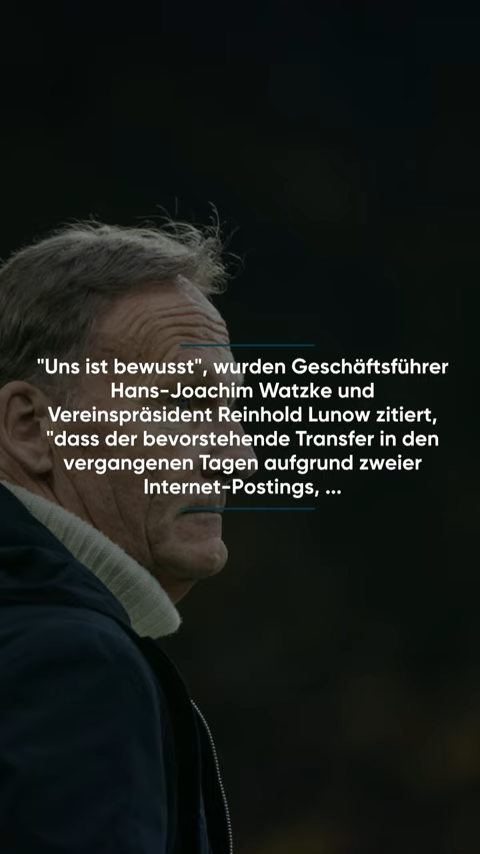 "Uns ist bewusst", wurden Geschäftsführer
Hans-Joachim Watzke und
Vereinspräsident Reinhold Lunow zitiert,
"dass der bevorstehende Transfer in den
vergangenen Tagen aufgrund zweier
Internet-Postings, ...